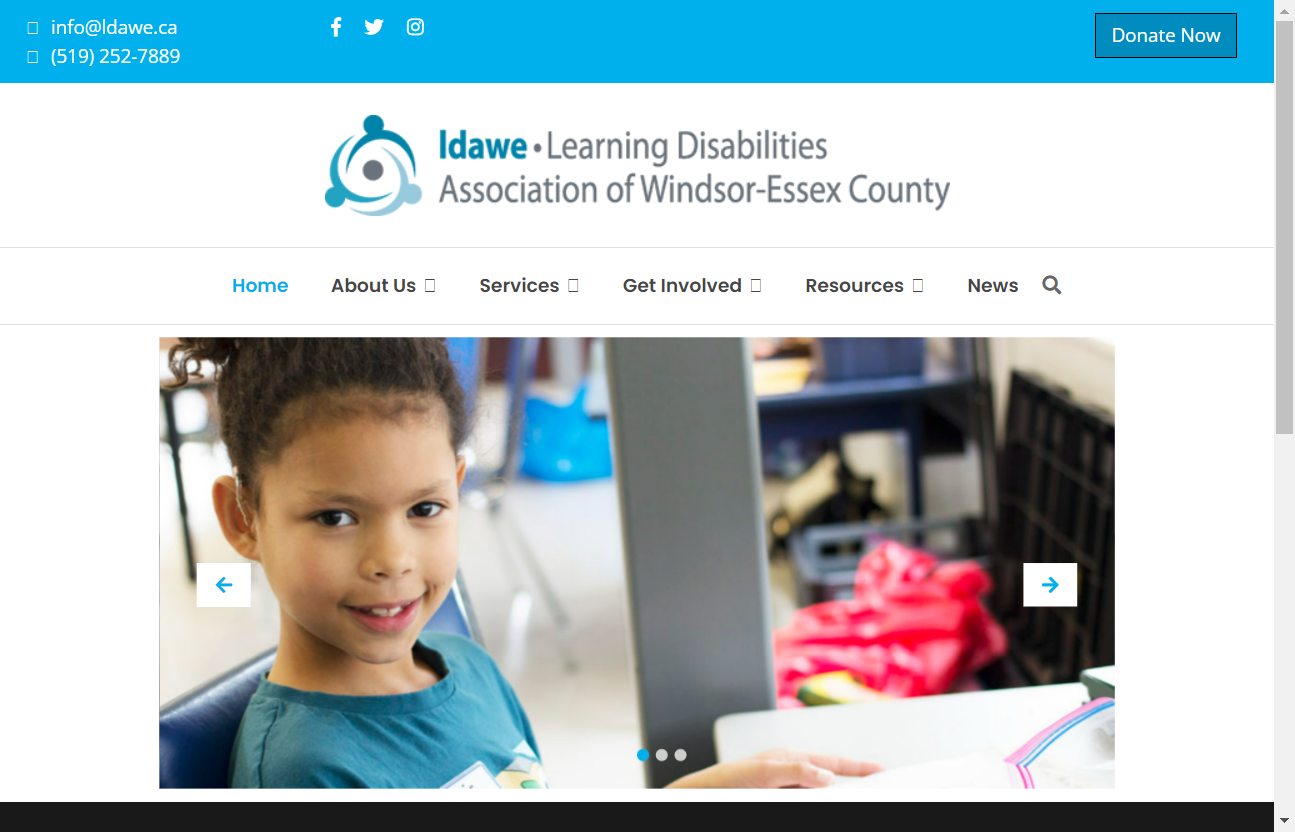 info@ldawe.ca
(519) 252-7889
Donate Now
ldawe • Learning Disabilities
Association of Windsor-Essex County
Home About Us Services Get Involved Resources News